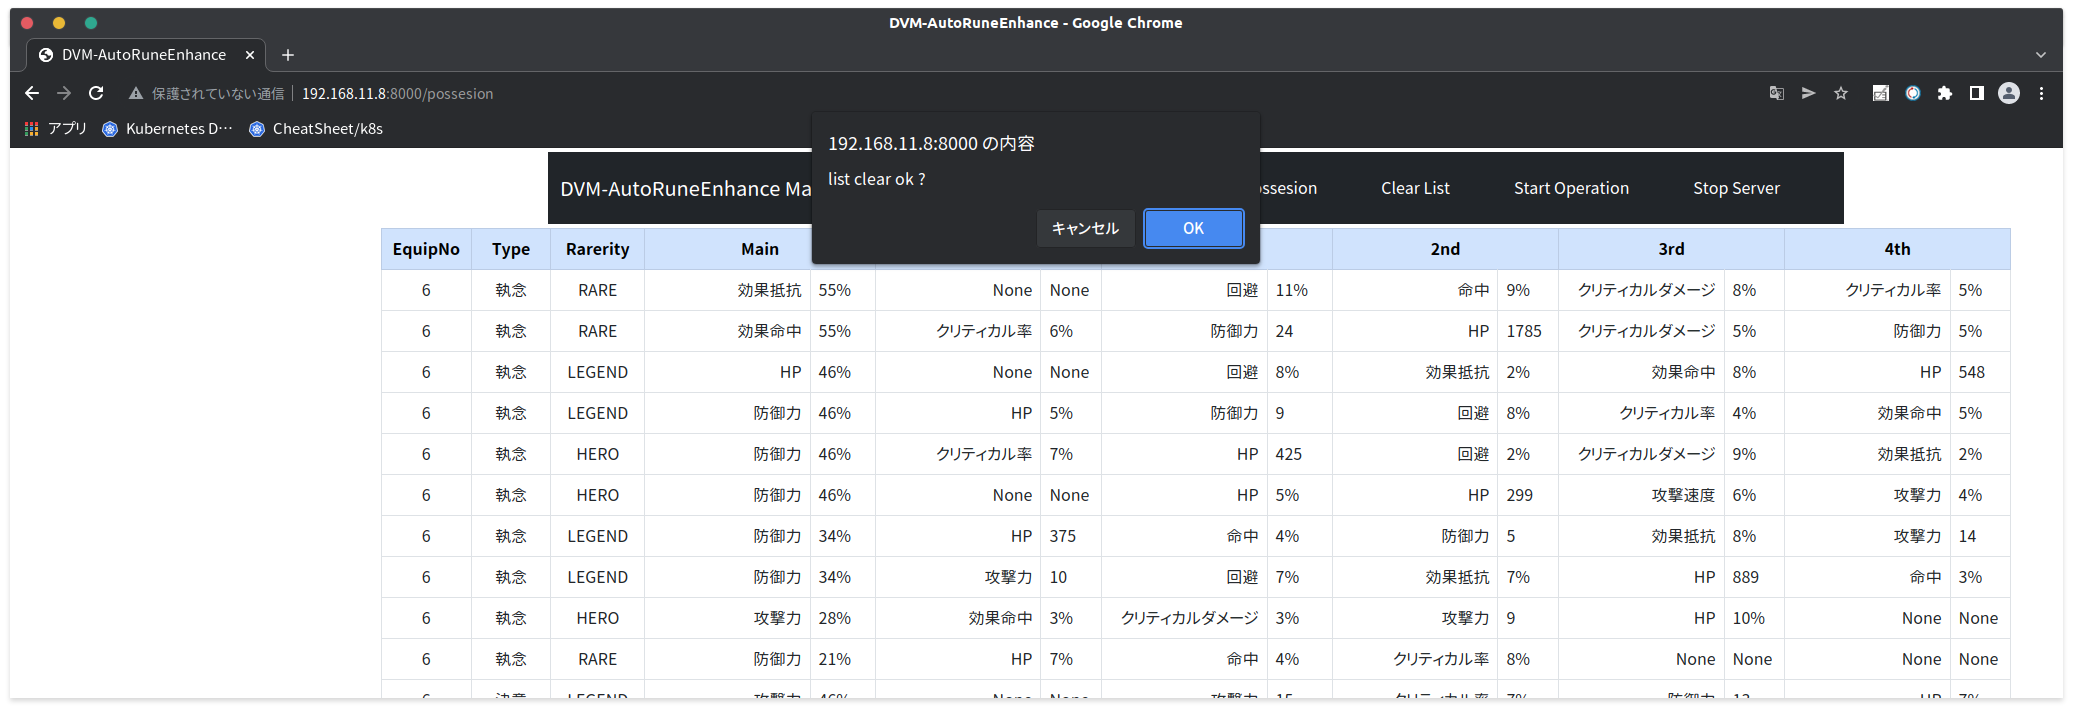 DVM-AutoRuneEnhance - Google Chrome
DVM-AutoRuneEnhance
保護されていない通信 192.168.11.8:8000/possesion
アプリ Kubernetes D… CheatSheet/k8s
192.168.11.8:8000 の内容
list clear ok ?
キャンセル OK
DVM-AutoRuneEnhance Ma ossesion Clear List Start Operation Stop Server
EquipNo Type Rarerity Main 2nd 3rd 4th
6 執念 RARE 効果抵抗 55% None None 回避 11% 命中 9% クリティカルダメージ 8% クリティカル率 5%
6 執念 RARE 効果命中 55% クリティカル率 6% 防御力 24 HP 1785 クリティカルダメージ 5% 防御力 5%
6 執念 LEGEND HP 46% None None 回避 8% 効果抵抗 2% 効果命中 8% HP 548
6 執念 LEGEND 防御力 46% HP 5% 防御力 9 回避 8% クリティカル率 4% 効果命中 5%
6 執念 HERO 防御力 46% クリティカル率 7% HP 425 回避 2% クリティカルダメージ 9% 効果抵抗 2%
6 執念 HERO 防御力 46% None None HP 5% HP 299 攻撃速度 6% 攻撃力 4%
6 執念 LEGEND 防御力 34% HP 375 命中 4% 防御力 5 効果抵抗 8% 攻撃力 14
6 執念 LEGEND 防御力 34% 攻撃力 10 回避 7% 効果抵抗 7% HP 889 命中 3%
6 執念 HERO 攻撃力 28% 効果命中 3% クリティカルダメージ 3% 攻撃力 9 HP 10% None None
6 執念 RARE 防御力 21% HP 7% 命中 4% クリティカル率 8% None None None None